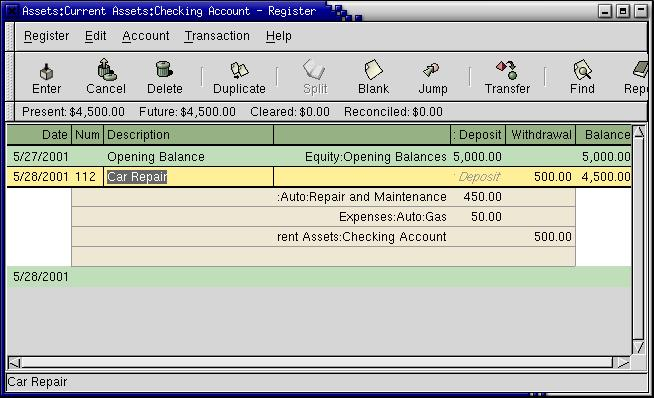 Assets:Current Assets:Checking Account - Register
Register Edit Account Transaction Help
Enter Cancel Delete Duplicate Split Blank Jump Transfer Find Repo
Present: $4,500.00 Future: $4,500.00 Cleared: $0.00 Reconciled: $0.00
Date Num Description : Deposit Withdrawal Balance
5/27/2001 Opening Balance Equity:Opening Balances 5,000.00 5,000.00
5/28/2001 112 Car Repair Deposit 500.00 4,500.00
:Auto:Repair and Maintenance 450.00
Expenses:Auto:Gas 50.00
rent Assets:Checking Account 500.00
5/28/2001
Car Repair